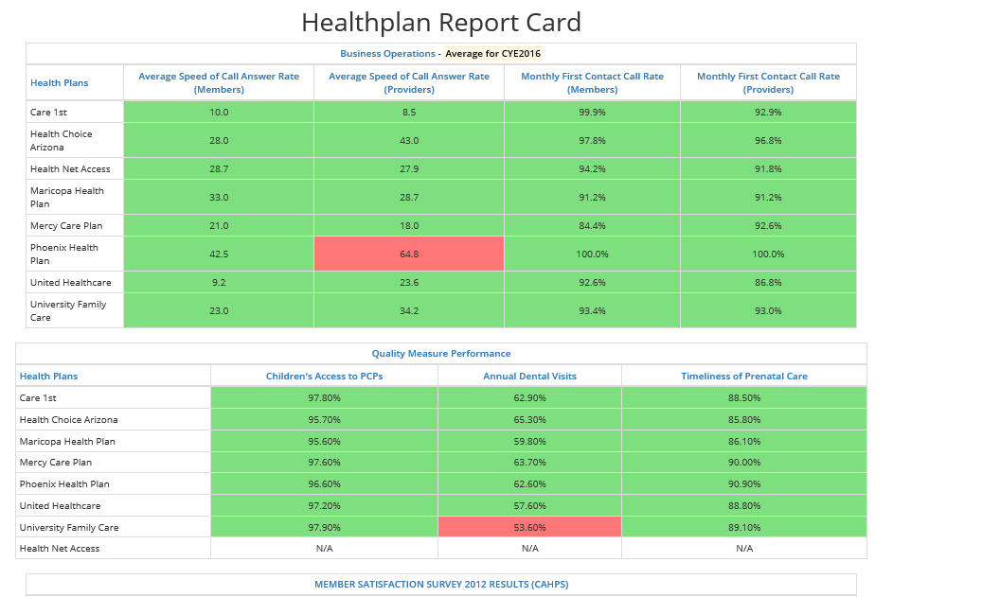 Healthplan Report Card
Business Operations - Average for CYE2016
Health Plans Average Speed of Call Answer Rate (Members) Average Speed of Call Answer Rate (Providers) Monthly First Contact Call Rate (Members) Monthly First Contact Call Rate (Providers)
Care 1st 10.0 8.5 99.9% 92.9%
Health Choice Arizona 28.0 43.0 97.8% 96.8%
Health Net Access 28.7 27.9 94.2% 91.8%
Maricopa Health Plan 33.0 28.7 91.2% 91.2%
Mercy Care Plan 21.0 18.0 84.4% 92.6%
Phoenix Health Plan 42.5 64.8 100.0% 100.0%
United Healthcare 9.2 23.6 92.6% 86.8%
University Family Care 23.0 34.2 93.4% 93.0%
Quality Measure Performance
Health Plans Children's Access to PCPs Annual Dental Visits Timeliness of Prenatal Care
Care 1st 97.80% 62.90% 88.50%
Health Choice Arizona 95.70% 65.30% 85.80%
Maricopa Health Plan 95.60% 59.80% 86.10%
Mercy Care Plan 97.60% 63.70% 90.00%
Phoenix Health Plan 96.60% 62.60% 90.90%
United Healthcare 97.20% 57.60% 88.80%
University Family Care 97.90% 53.60% 89.10%
Health Net Access N/A N/A N/A
MEMBER SATISFACTION SURVEY 2012 RESULTS (CAHPS)